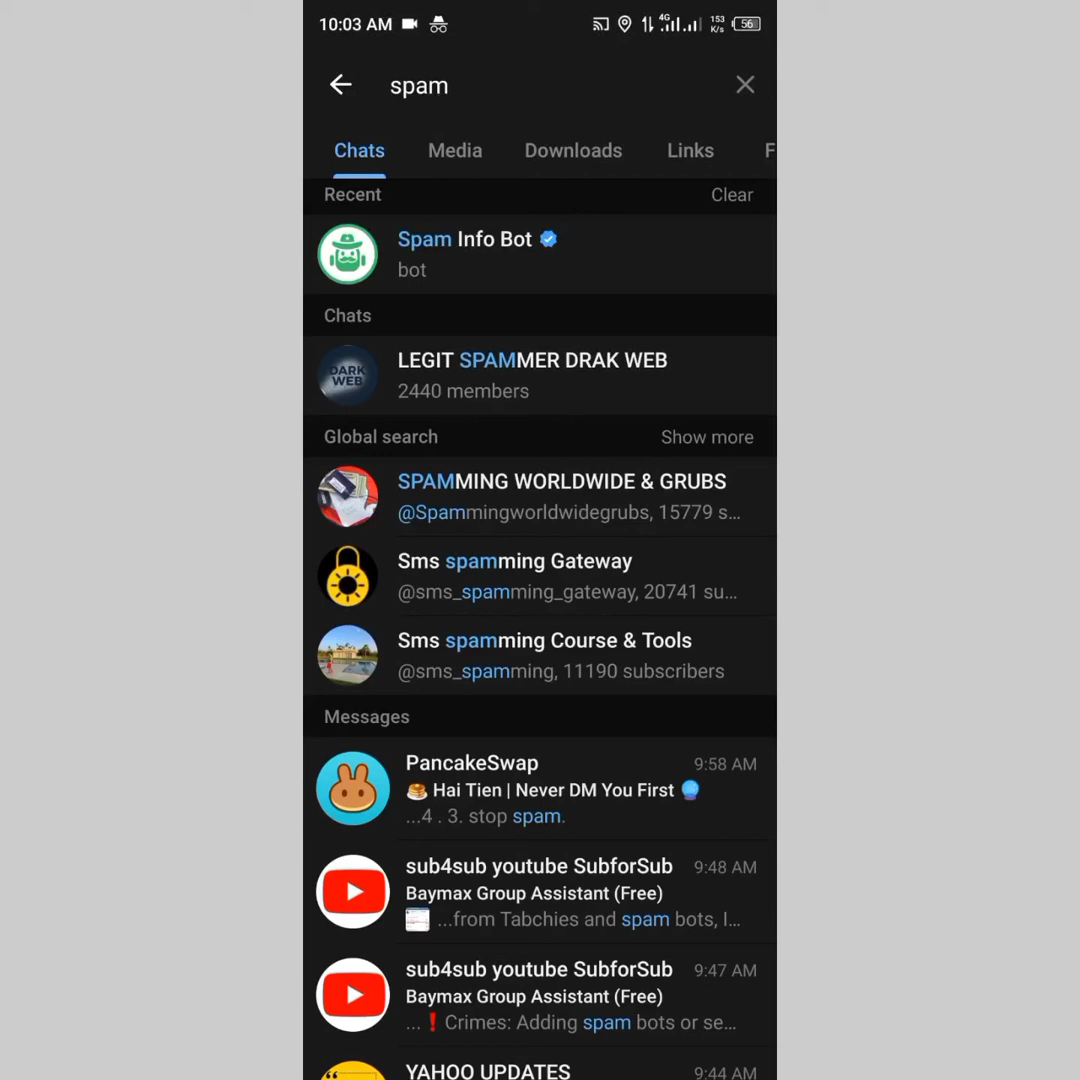 10:03 AM 4G 153 K/s 56
spam
Chats Media Downloads Links F
Recent Clear
Spam Info Bot
bot
Chats
DARK WEB
LEGIT SPAMMER DRAK WEB
2440 members
Global search Show more
SPAMMING WORLDWIDE & GRUBS
@Spammingworldwidegrubs, 15779 s...
Sms spamming Gateway
@sms_spamming_gateway, 20741 su...
Sms spamming Course & Tools
@sms_spamming, 11190 subscribers
Messages
PancakeSwap 9:58 AM
🥞 Hai Tien | Never DM You First 🔮
...4 . 3. stop spam.
sub4sub youtube SubforSub 9:48 AM
Baymax Group Assistant (Free)
...from Tabchies and spam bots, I...
sub4sub youtube SubforSub 9:47 AM
Baymax Group Assistant (Free)
...❗ Crimes: Adding spam bots or se...
YAHOO UPDATES 9:44 AM